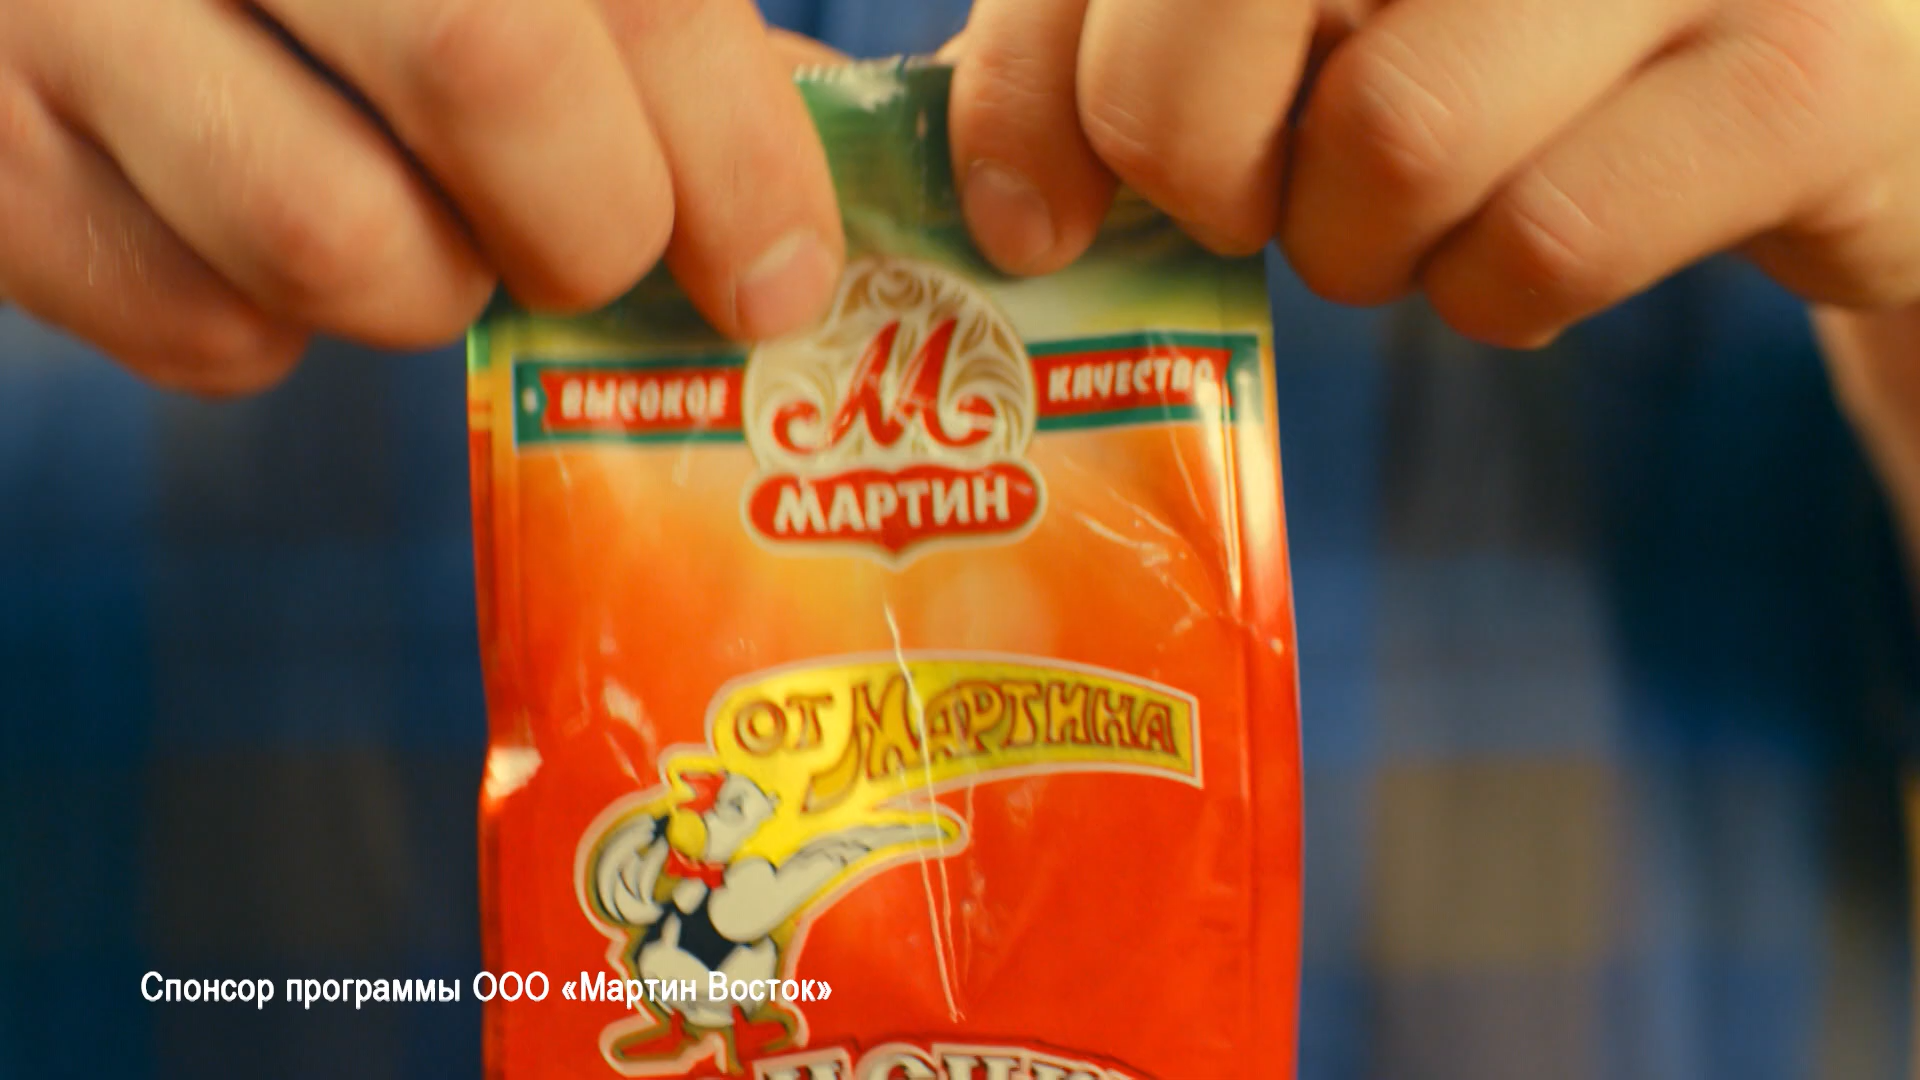 ВЫСОКОЕ КАЧЕСТВО
М
МАРТИН
ОТ МАРТИНА
Спонсор программы ООО «Мартин Восток»